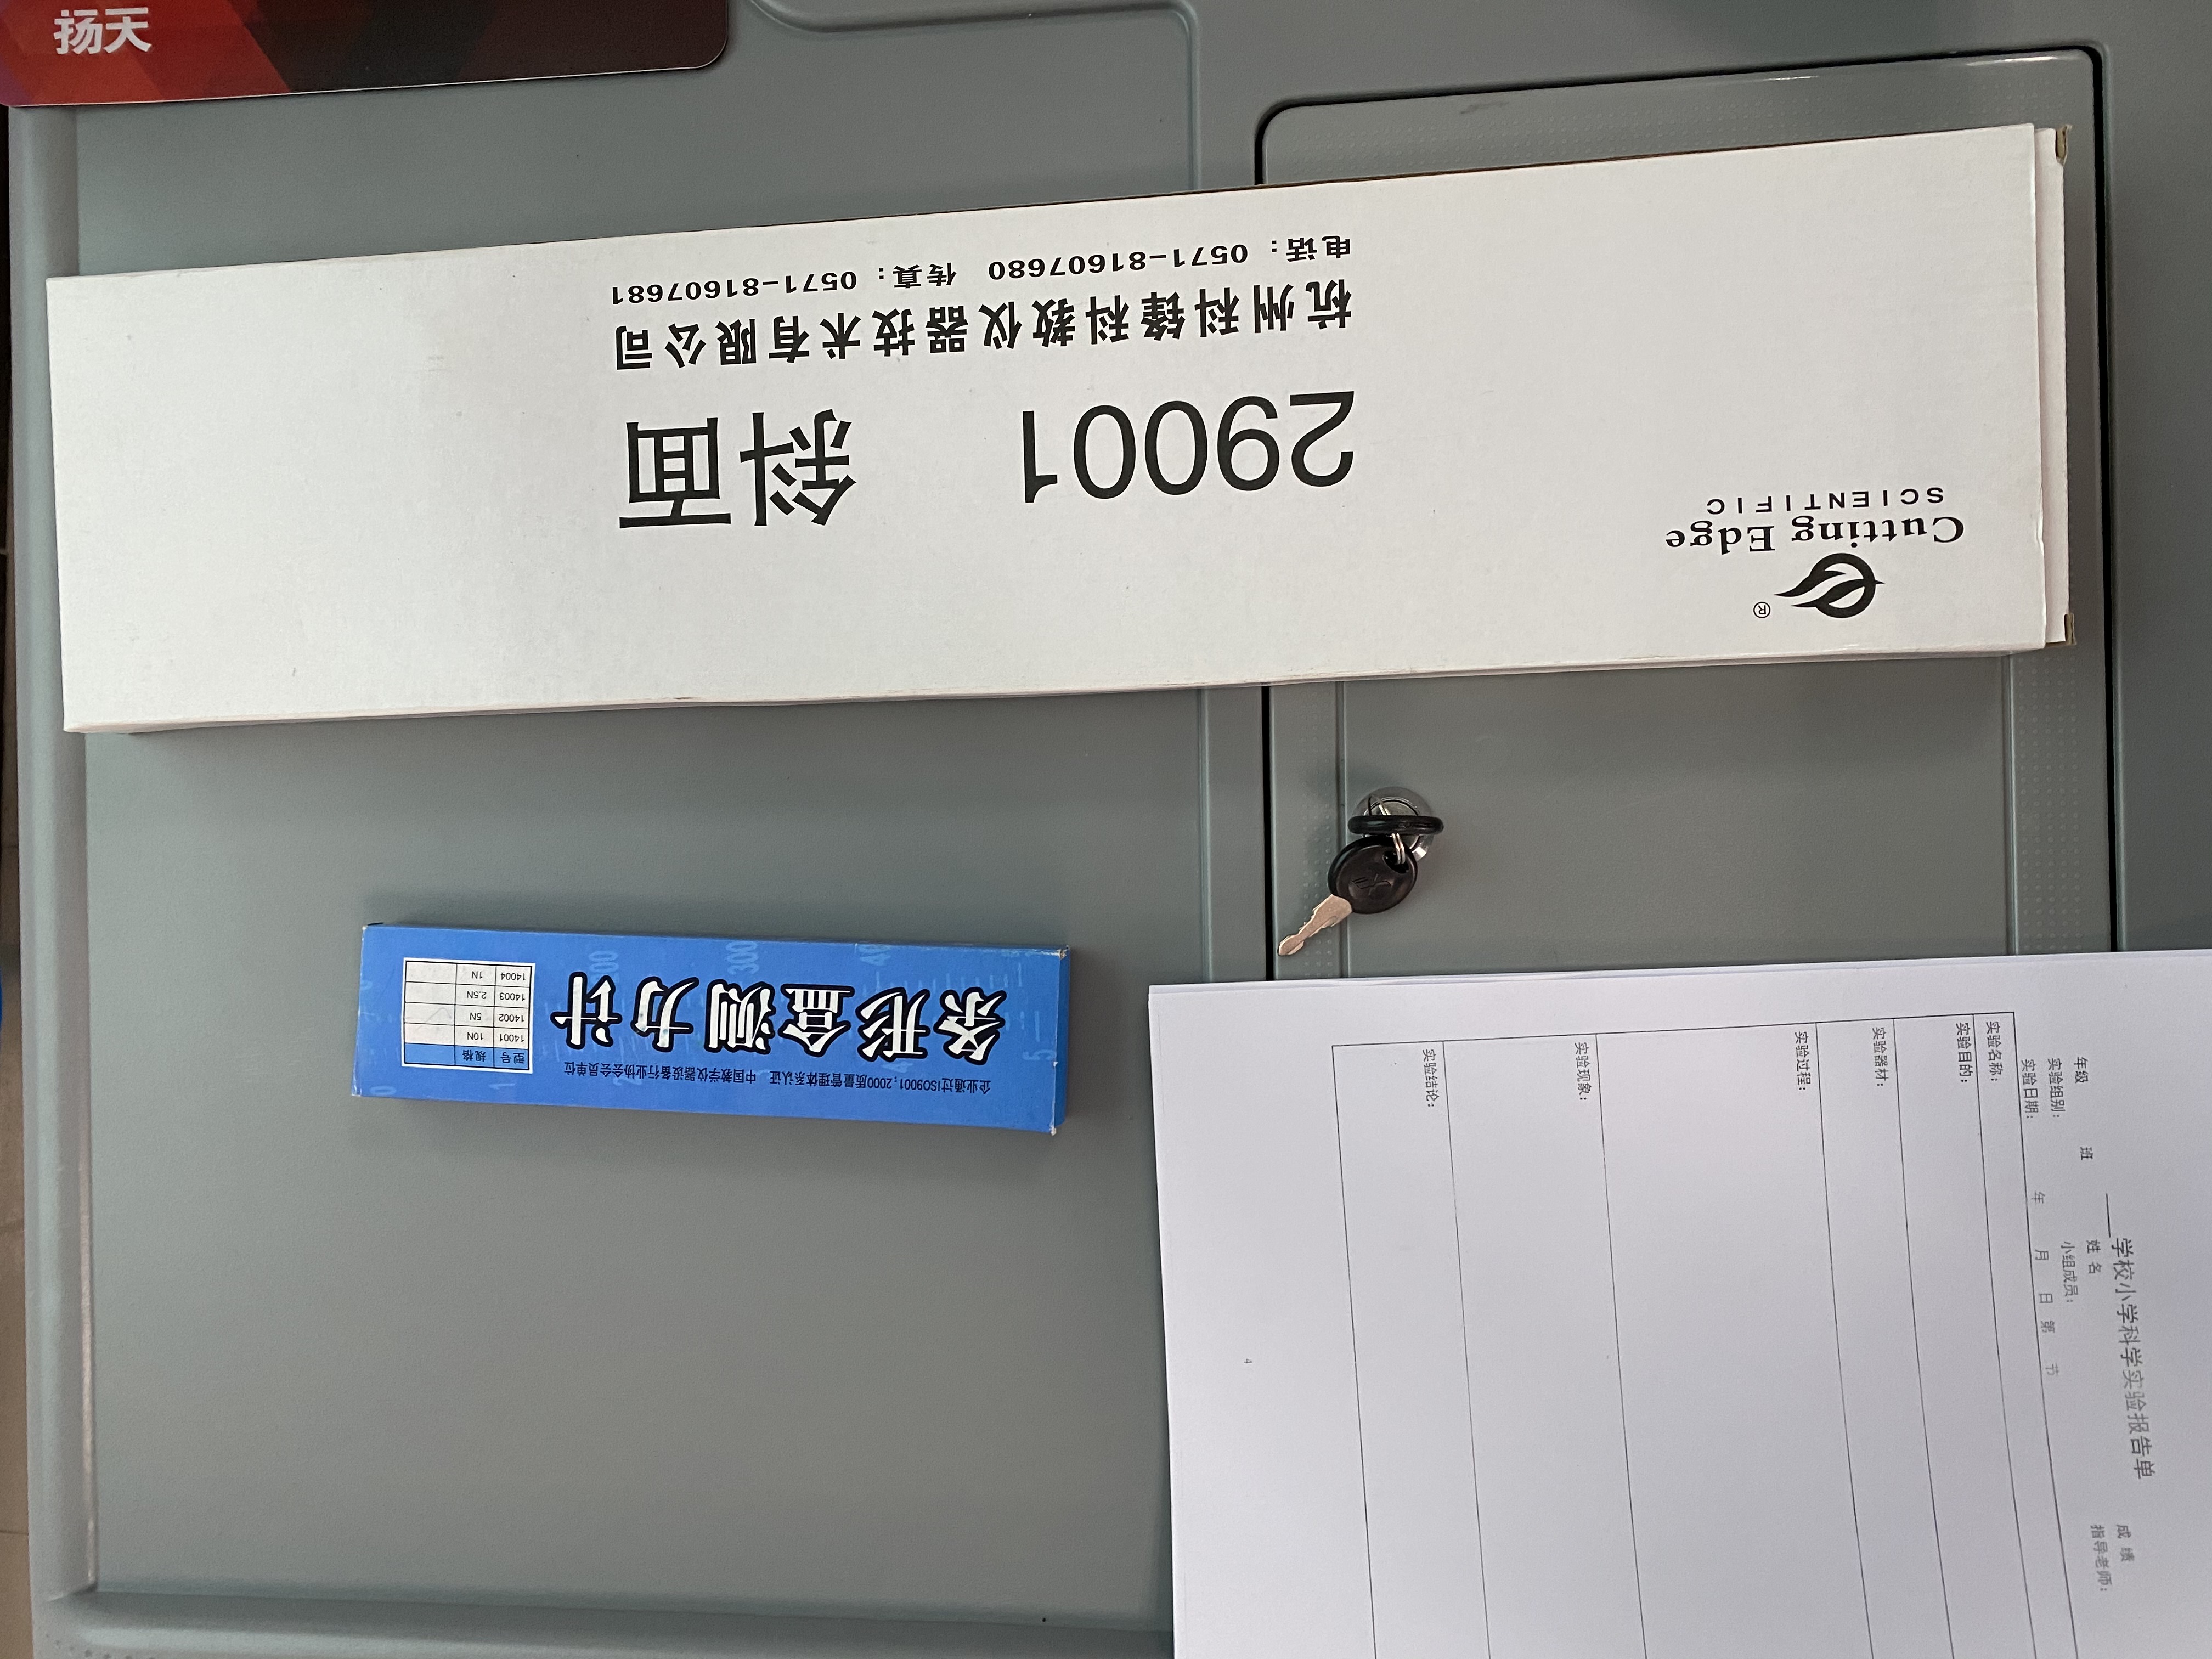 扬天
电话：0571-81607680 传真：0571-81607681
杭州科锋科教仪器技术有限公司
29001 斜面
Cutting Edge
SCIENTIFIC
®
企业通过ISO9001:2000质量管理体系认证 中国教学仪器设备行业协会会员单位
条形盒测力计
型号 规格
14001 10N
14002 5N
14003 2.5N
14004 1N
学校小学科学实验报告单
成绩
年级 班 姓名 指导老师：
实验组别： 小组成员：
实验日期： 年 月 日 第 节
实验名称：
实验目的：
实验器材：
实验过程：
实验现象：
实验结论：
4